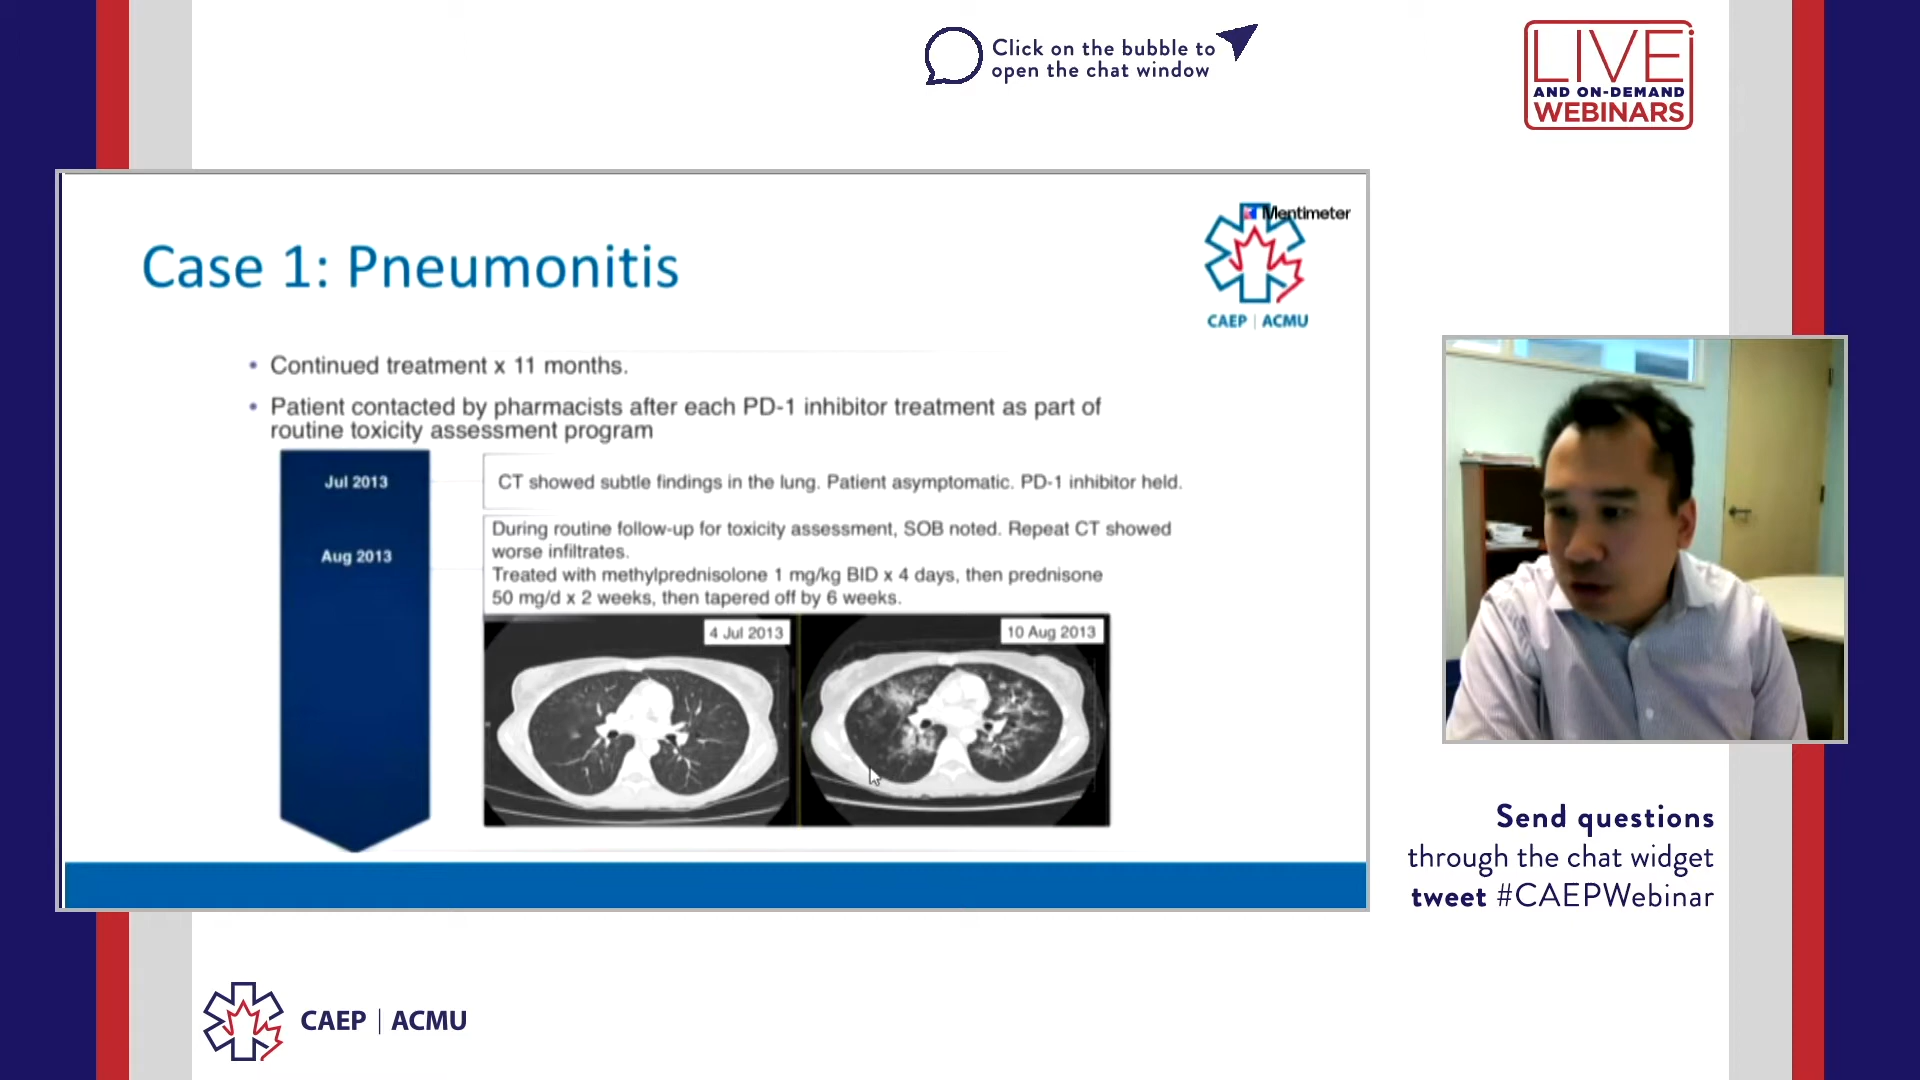 Click on the bubble to
open the chat window
LIVE
AND ON-DEMAND
WEBINARS
Mentimeter
Case 1: Pneumonitis
CAEP | ACMU
• Continued treatment x 11 months.
• Patient contacted by pharmacists after each PD-1 inhibitor treatment as part of
routine toxicity assessment program
Jul 2013
CT showed subtle findings in the lung. Patient asymptomatic. PD-1 inhibitor held.
Aug 2013
During routine follow-up for toxicity assessment, SOB noted. Repeat CT showed
worse infiltrates.
Treated with methylprednisolone 1 mg/kg BID x 4 days, then prednisone
50 mg/d x 2 weeks, then tapered off by 6 weeks.
4 Jul 2013
10 Aug 2013
Send questions
through the chat widget
tweet #CAEPWebinar
CAEP | ACMU